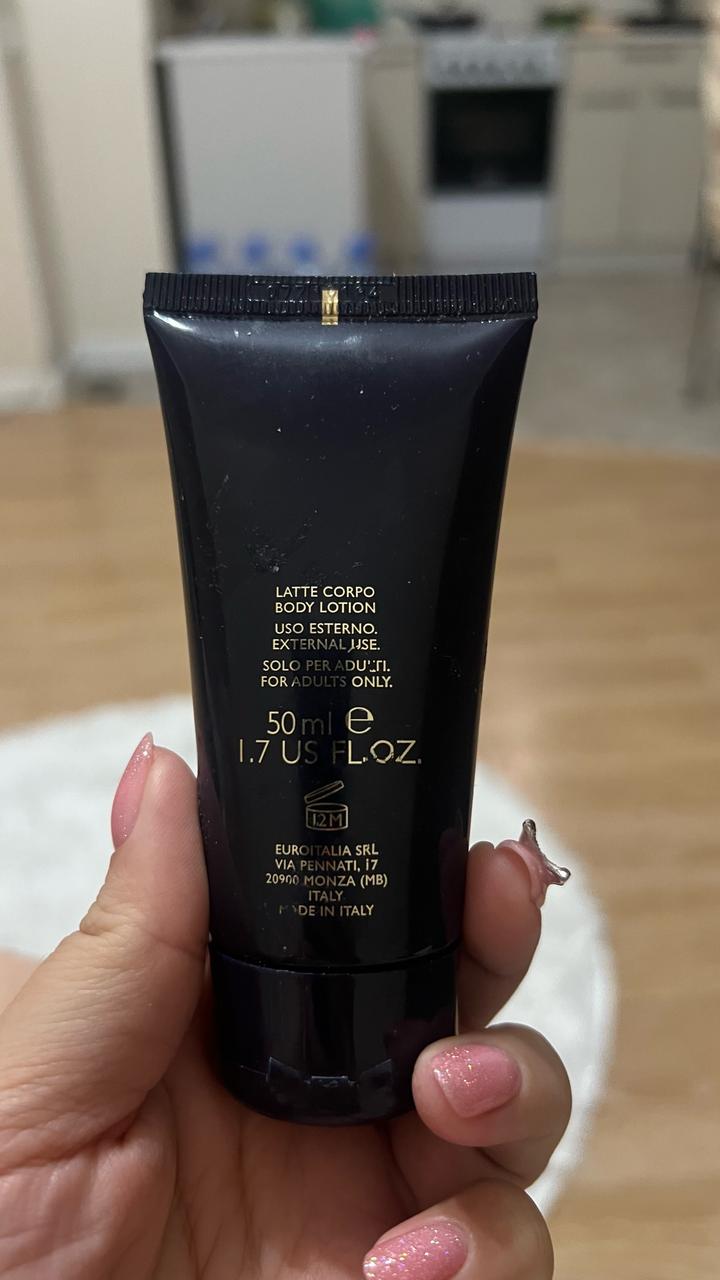 LATTE CORPO
BODY LOTION
USO ESTERNO.
EXTERNAL USE.
SOLO PER ADULTI.
FOR ADULTS ONLY.
50 ml e
1.7 US FL.OZ.
12M
EUROITALIA SRL
VIA PENNATI, 17
20900 MONZA (MB)
ITALY
MADE IN ITALY